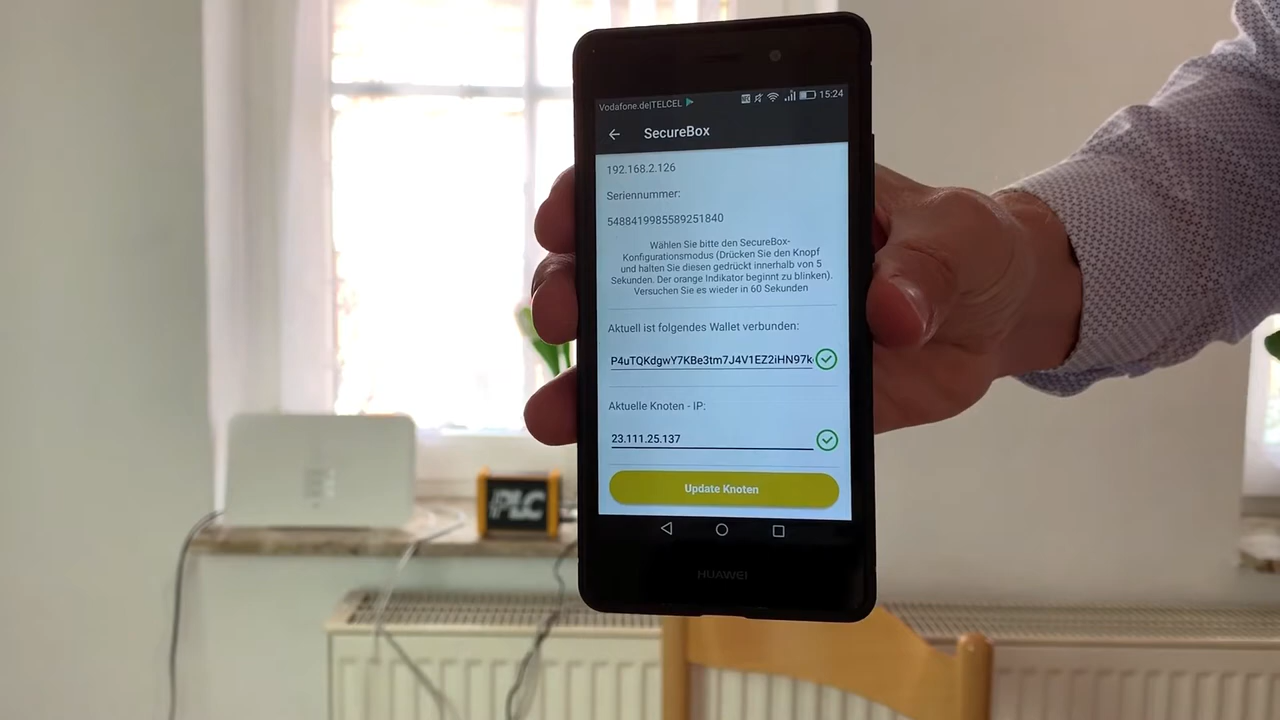 Vodafone.de|TELCEL 15:24
SecureBox
192.168.2.126
Seriennummer:
5488419985589251840
Wählen Sie bitte den SecureBox-
Konfigurationsmodus (Drücken Sie den Knopf
und halten Sie diesen gedrückt innerhalb von 5
Sekunden. Der orange Indikator beginnt zu blinken).
Versuchen Sie es wieder in 60 Sekunden
Aktuell ist folgendes Wallet verbunden:
P4uTQKdgwY7KBe3tm7J4V1EZ2iHN97k
Aktuelle Knoten - IP:
23.111.25.137
Update Knoten
HUAWEI
PLC